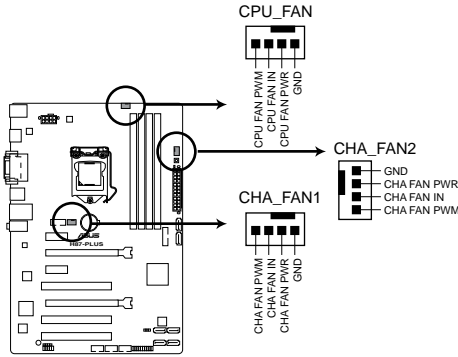 CPU_FAN
CPU FAN PWM
CPU FAN IN
CPU FAN PWR
GND
CHA_FAN2
GND
CHA FAN PWR
CHA FAN IN
CHA FAN PWM
CHA_FAN1
CHA FAN PWM
CHA FAN IN
CHA FAN PWR
GND
ASUS
H87-PLUS